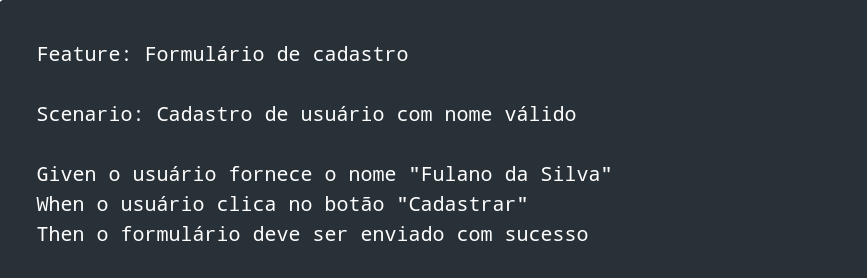 Feature: Formulário de cadastro
Scenario: Cadastro de usuário com nome válido
Given o usuário fornece o nome "Fulano da Silva"
When o usuário clica no botão "Cadastrar"
Then o formulário deve ser enviado com sucesso